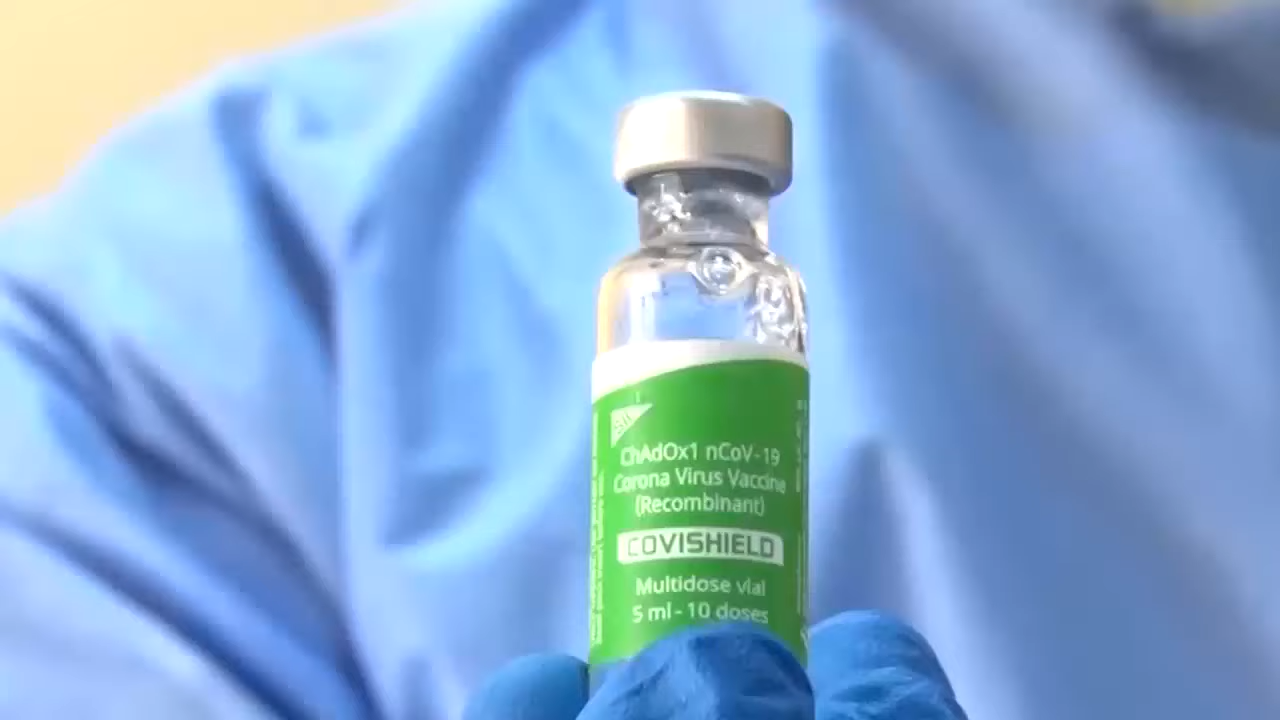 ChAdOx1 nCoV-19
Corona Virus Vaccine
(Recombinant)
COVISHIELD
Multidose vial
5 ml - 10 doses